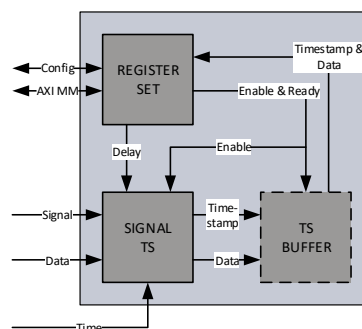 Timestamp &
Data
Config
AXI MM
REGISTER
SET
Enable & Ready
Delay
Enable
Signal
Data
SIGNAL
TS
Time-
stamp
Data
TS
BUFFER
Time